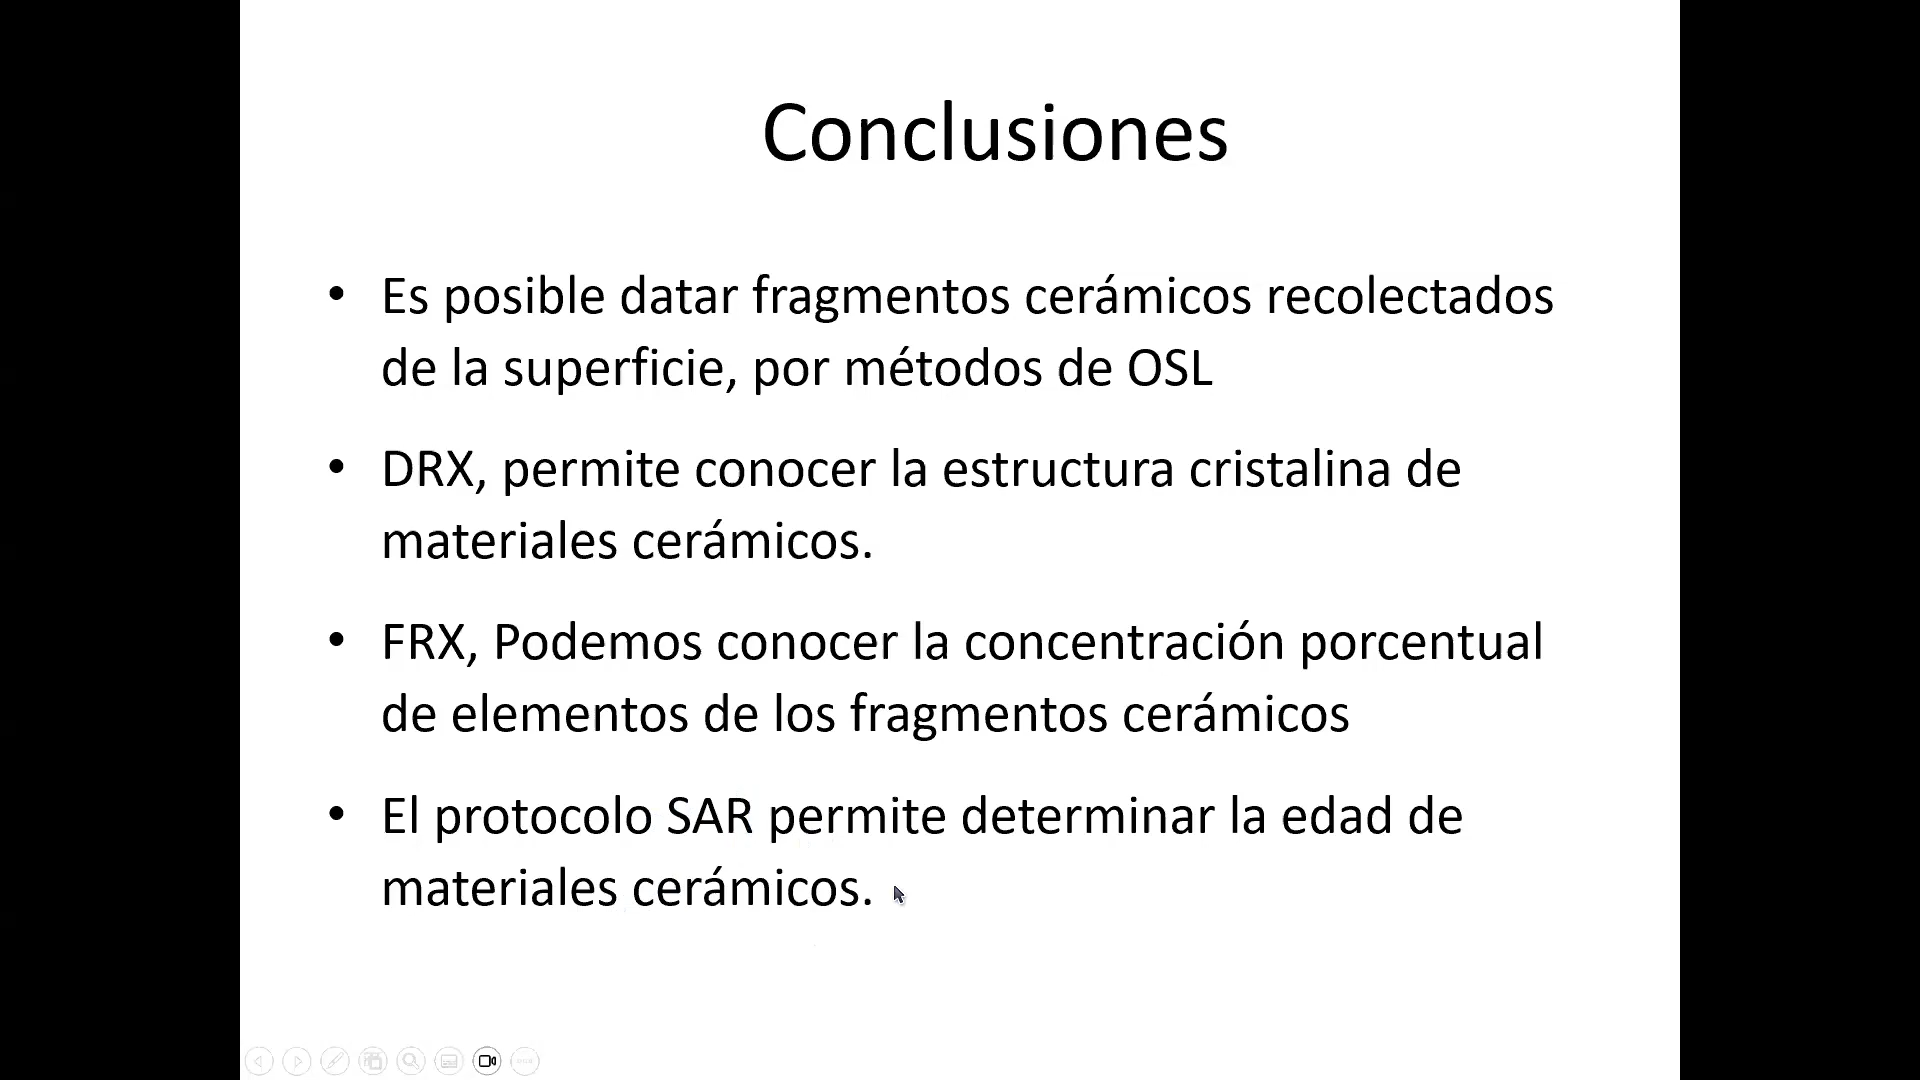 Conclusiones
• Es posible datar fragmentos cerámicos recolectados
de la superficie, por métodos de OSL
• DRX, permite conocer la estructura cristalina de
materiales cerámicos.
• FRX, Podemos conocer la concentración porcentual
de elementos de los fragmentos cerámicos
• El protocolo SAR permite determinar la edad de
materiales cerámicos.